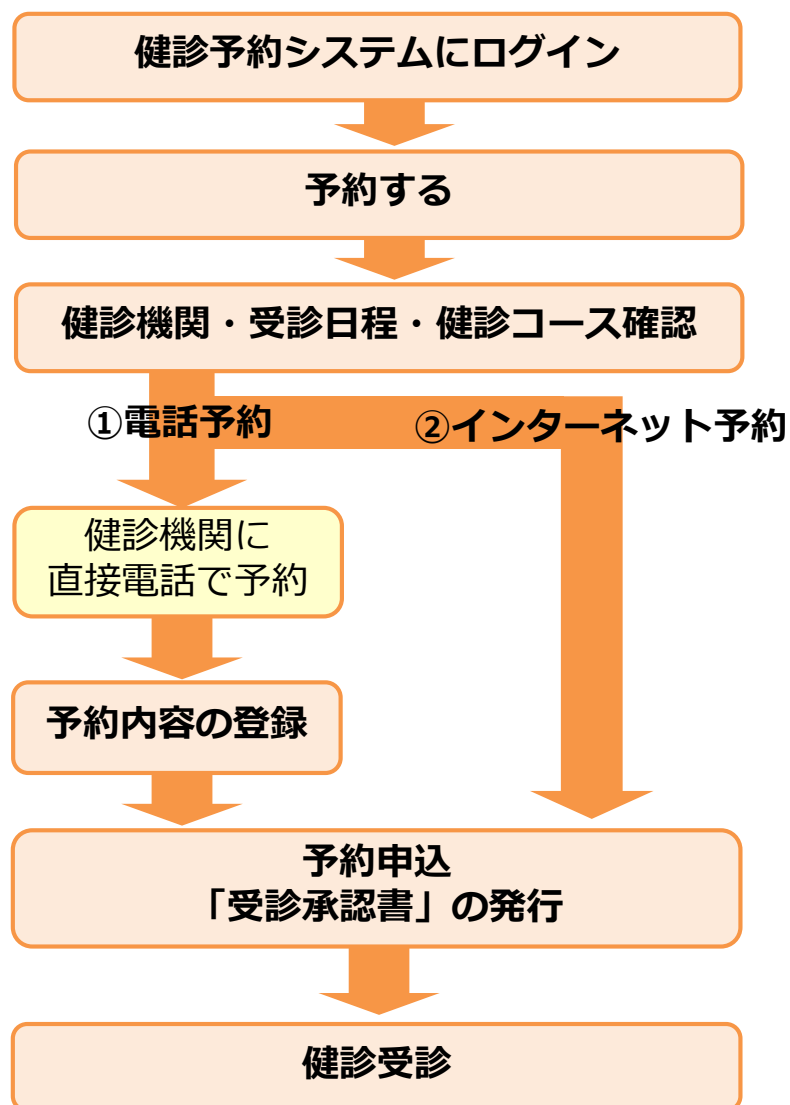 健診予約システムにログイン
予約する
健診機関・受診日程・健診コース確認
①電話予約
②インターネット予約
健診機関に
直接電話で予約
予約内容の登録
予約申込
「受診承認書」の発行
健診受診